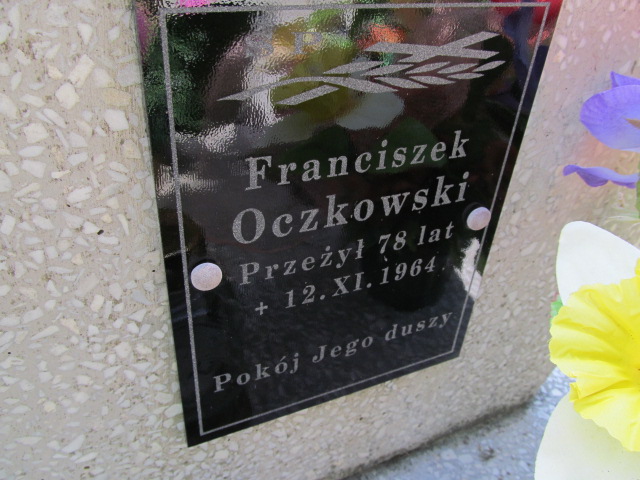 Franciszek
Oczkowski
Przeżył 78 lat
+ 12.XI.1964
Pokój Jego duszy